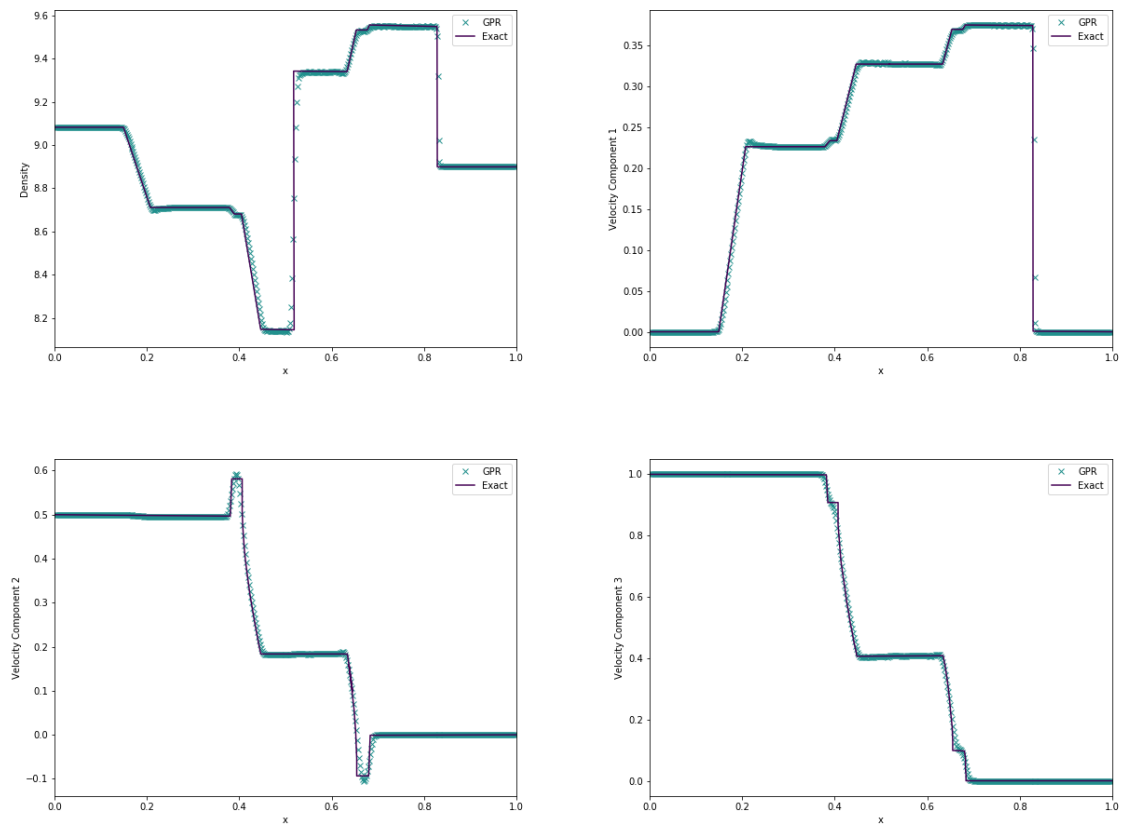 9.6
9.4
9.2
9.0
8.8
8.6
8.4
8.2
Density
0.0 0.2 0.4 0.6 0.8 1.0
x
GPR
Exact
0.35
0.30
0.25
0.20
0.15
0.10
0.05
0.00
Velocity Component 1
0.0 0.2 0.4 0.6 0.8 1.0
x
GPR
Exact
0.6
0.5
0.4
0.3
0.2
0.1
0.0
−0.1
Velocity Component 2
0.0 0.2 0.4 0.6 0.8 1.0
x
GPR
Exact
1.0
0.8
0.6
0.4
0.2
0.0
Velocity Component 3
0.0 0.2 0.4 0.6 0.8 1.0
x
GPR
Exact